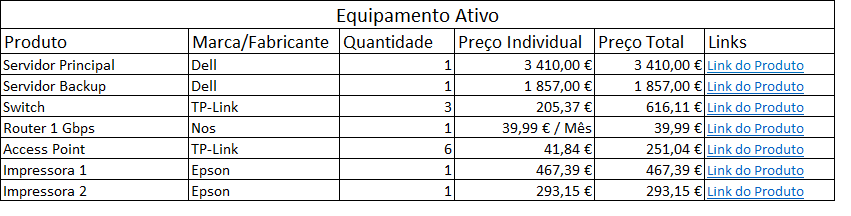 Equipamento Ativo
Produto Marca/Fabricante Quantidade Preço Individual Preço Total Links
Servidor Principal Dell 1 3 410,00 € 3 410,00 € Link do Produto
Servidor Backup Dell 1 1 857,00 € 1 857,00 € Link do Produto
Switch TP-Link 3 205,37 € 616,11 € Link do Produto
Router 1 Gbps Nos 1 39,99 € / Mês 39,99 € Link do Produto
Access Point TP-Link 6 41,84 € 251,04 € Link do Produto
Impressora 1 Epson 1 467,39 € 467,39 € Link do Produto
Impressora 2 Epson 1 293,15 € 293,15 € Link do Produto